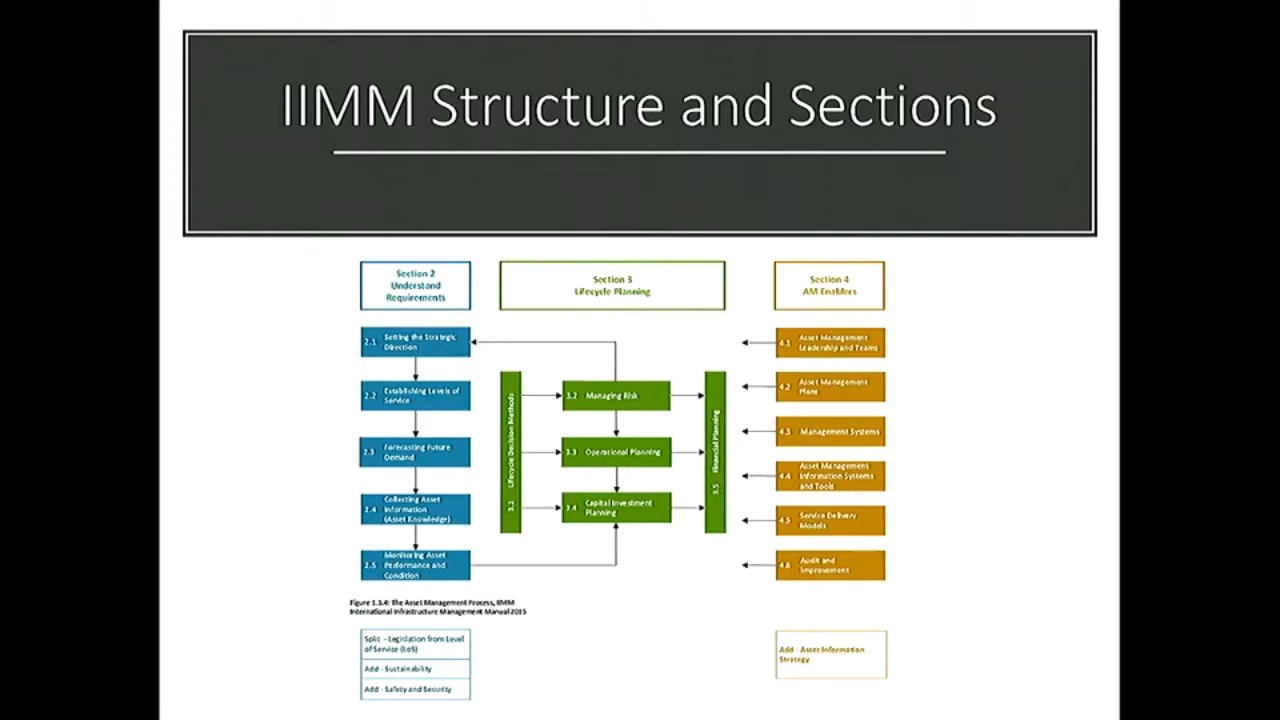 IIMM Structure and Sections
Section 2
Understand
Requirements
Section 3
Lifecycle Planning
Section 4
AM Enablers
2.1 Setting the Strategic
Direction
2.2 Establishing Levels of
Service
2.3 Forecasting Future
Demand
2.4 Collecting Asset
Information
(Asset Knowledge)
2.5 Monitoring Asset
Performance and
Condition
3.1 Lifecycle Decision Methods
3.2 Managing Risk
3.3 Operational Planning
3.4 Capital Investment
Planning
3.5 Financial Planning
4.1 Asset Management
Leadership and Teams
4.2 Asset Management
Plans
4.3 Management Systems
4.4 Asset Management
Information Systems
and Tools
4.5 Service Delivery
Models
4.6 Audit and
Improvement
Figure 1.3.4: The Asset Management Process, IIMM
International Infrastructure Management Manual 2015
Split - Legislation from Level
of Service (LoS)
Add - Sustainability
Add - Safety and Security
Add - Asset Information
Strategy